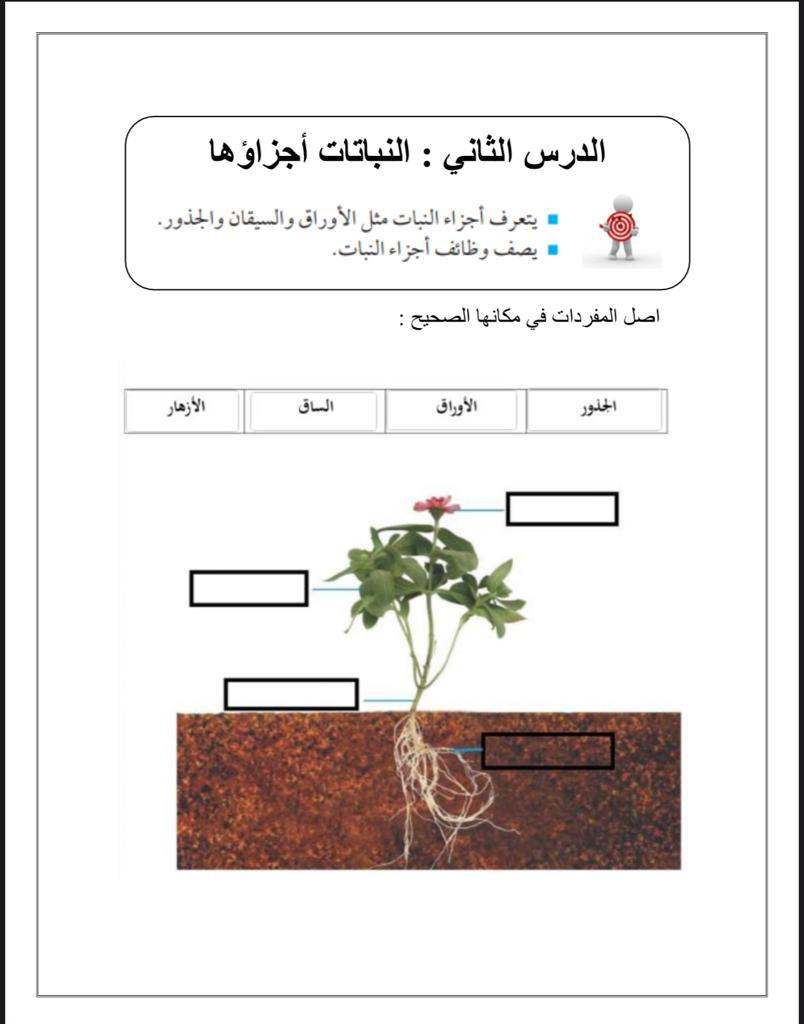 الدرس الثاني : النباتات أجزاؤها
يتعرف أجزاء النبات مثل الأوراق والسيقان والجذور.
يصف وظائف أجزاء النبات.
اصل المفردات في مكانها الصحيح :
الجذور الأوراق الساق الأزهار